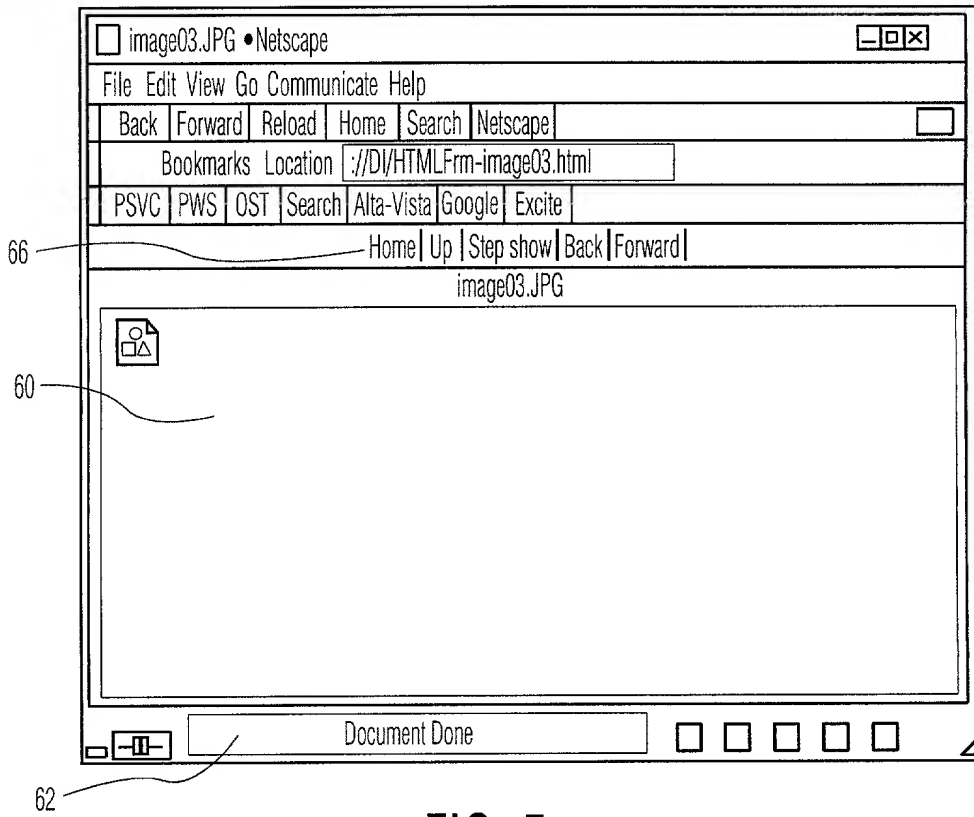 image03.JPG •Netscape
File Edit View Go Communicate Help
Back Forward Reload Home Search Netscape
Bookmarks Location ://DI/HTMLFrm-image03.html
PSVC PWS OST Search Alta-Vista Google Excite
66
Home Up Step show Back Forward
image03.JPG
60
Document Done
62